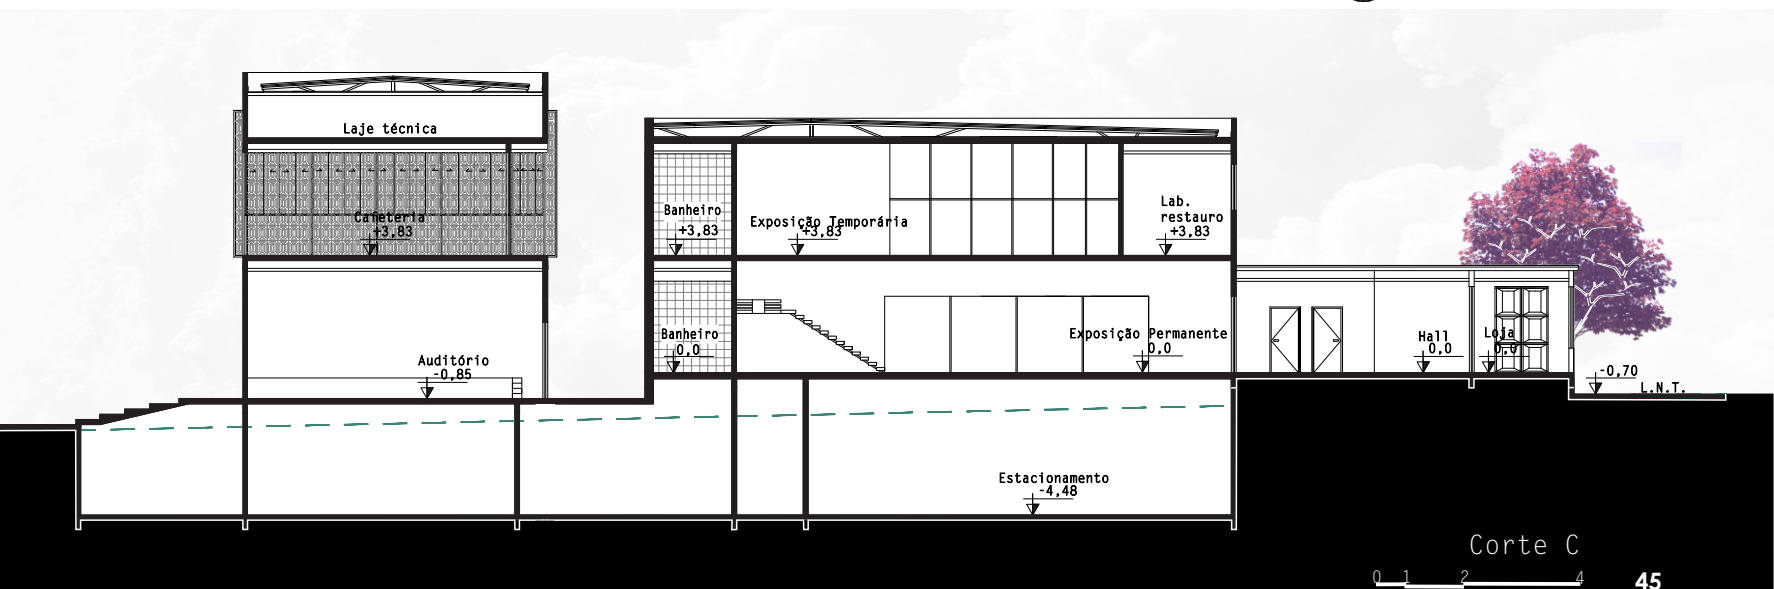 Laje técnica
Cafeteria
+3,83
Banheiro
+3,83
Exposição Temporária
+3,83
Lab.
restauro
+3,83
Auditório
-0,85
Banheiro
0,0
Exposição Permanente
0,0
Hall
0,0
Loja
0,0
-0,70
L.N.T.
Estacionamento
-4,48
Corte C
0 1 2 4
45